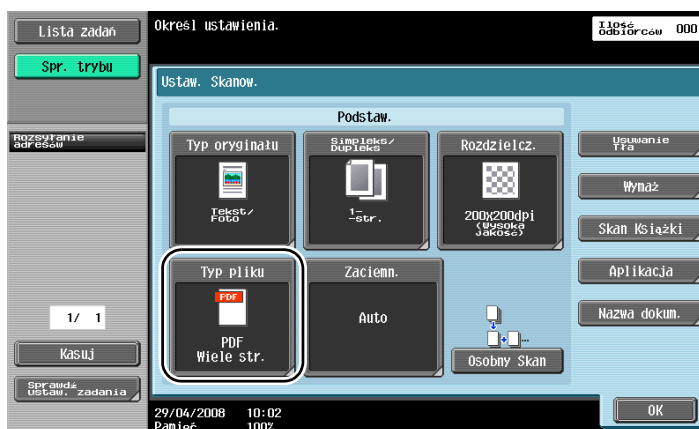 Lista zadań
Określ ustawienia.
Ilość
odbiorców 000
Spr. trybu
Ustaw. Skanow.
Podstaw.
Rozsyłanie
adresów
Typ oryginału
Tekst/
Foto
Simpleks/
Dupleks
1-
-str.
Rozdzielcz.
200X200dpi
(Wysoka
Jakość)
Usuwanie
Tła
Wymaż
Skan Książki
Typ pliku
PDF
PDF
Wiele str.
Zaciemn.
Auto
Osobny Skan
Aplikacja
Nazwa dokum.
1/ 1
Kasuj
Sprawdź
ustaw. zadania
29/04/2008 10:02
Pamięć 100%
OK